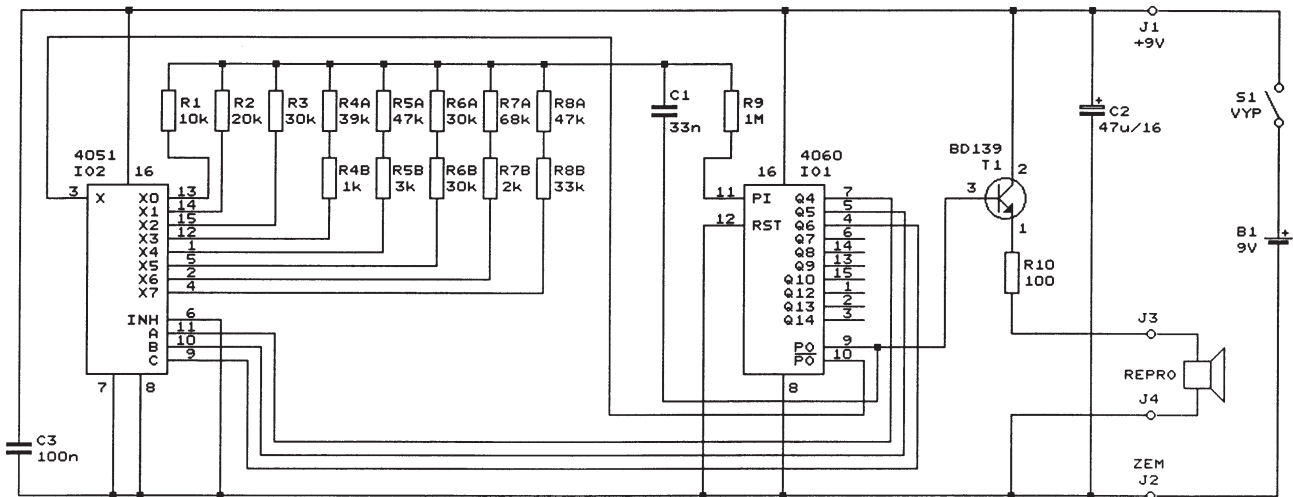 J1
+9V
R1
10k
R2
20k
R3
30k
R4A
39k
R5A
47k
R6A
30k
R7A
68k
R8A
47k
C1
33n
R9
1M
C2
47u/16
+
S1
VYP
4051
IO2
16
R4B
1k
R5B
3k
R6B
30k
R7B
2k
R8B
33k
4060
IO1
16
BD139
T1
2
3
1
3
X
X0
13
X1
14
X2
15
X3
12
X4
1
X5
5
X6
2
X7
4
INH
6
A
11
B
10
C
9
7
8
11
PI
12
RST
Q4
7
Q5
5
Q6
4
Q7
6
Q8
14
Q9
13
Q10
15
Q12
1
Q13
2
Q14
3
PO
9
PO
10
8
R10
100
B1
9V
+
J3
REPRO
J4
C3
100n
ZEM
J2